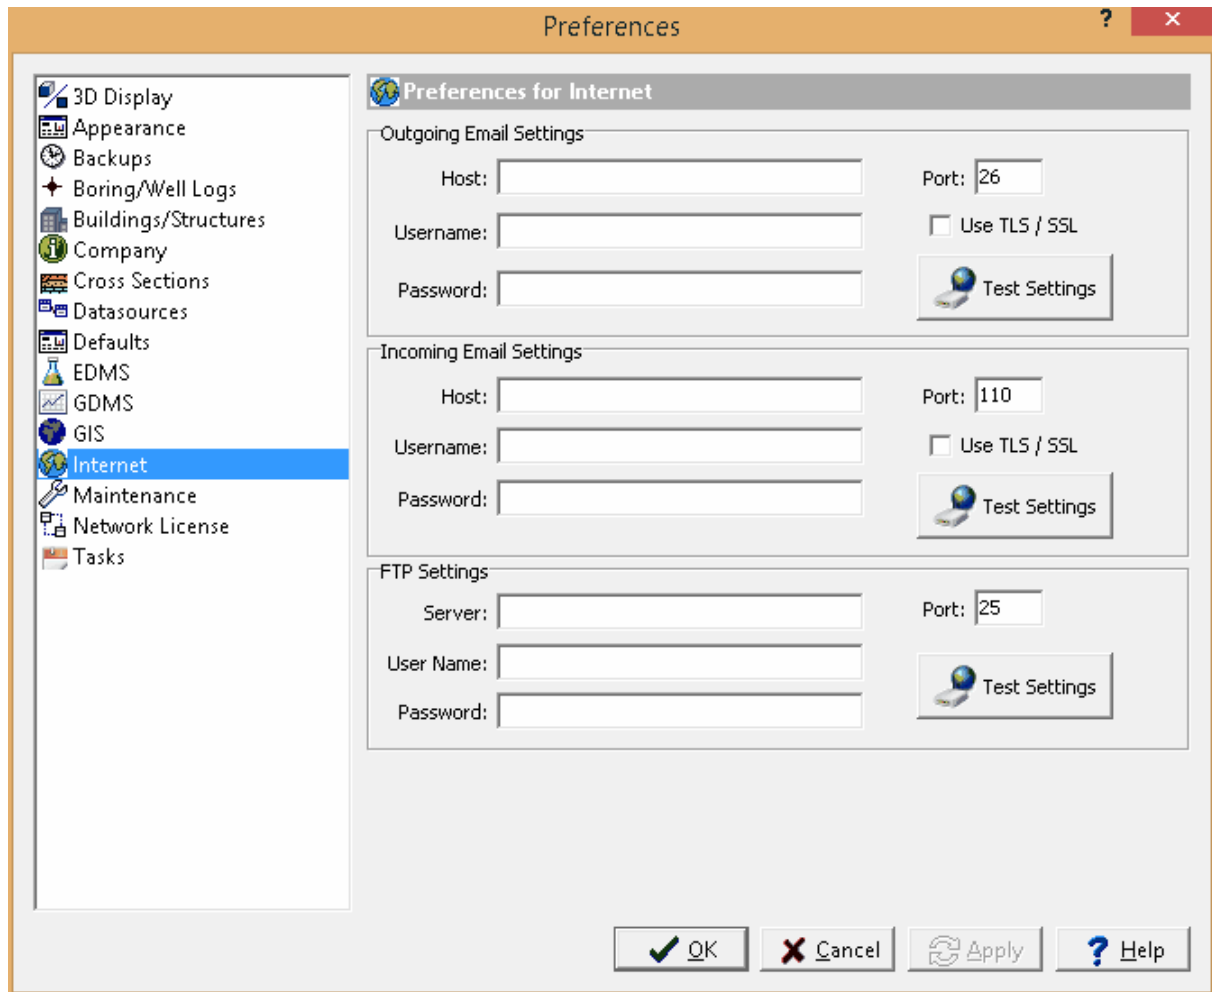 Preferences
?
3D Display
Appearance
Backups
Boring/Well Logs
Buildings/Structures
Company
Cross Sections
Datasources
Defaults
EDMS
GDMS
GIS
Internet
Maintenance
Network License
Tasks
Preferences for Internet
Outgoing Email Settings
Host: Port: 26
Username: Use TLS / SSL
Password: Test Settings
Incoming Email Settings
Host: Port: 110
Username: Use TLS / SSL
Password: Test Settings
FTP Settings
Server: Port: 25
User Name: Test Settings
Password:
OK Cancel Apply ? Help